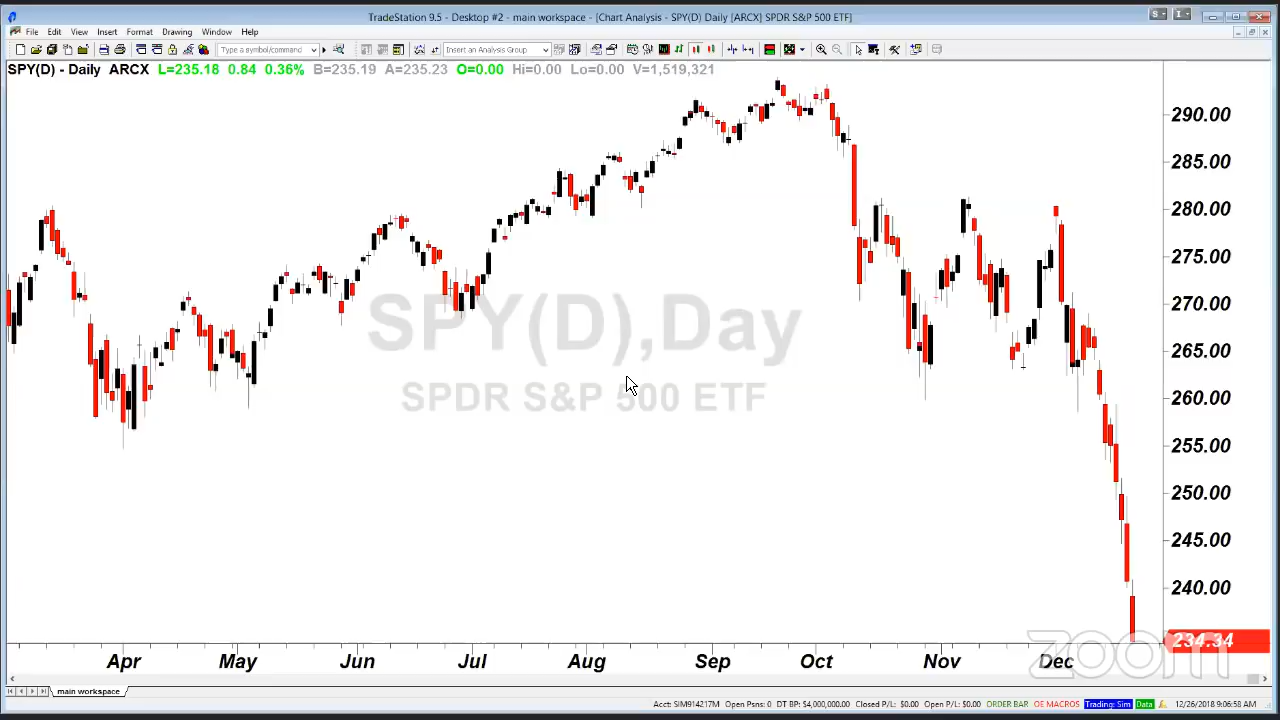 TradeStation 9.5 - Desktop #2 - main workspace - [Chart Analysis - SPY(D) Daily [ARCX] SPDR S&P 500 ETF]
S I
File Edit View Insert Format Drawing Window Help
Type a symbol/command Insert an Analysis Group
SPY(D) - Daily ARCX L=235.18 0.84 0.36% B=235.19 A=235.23 O=0.00 Hi=0.00 Lo=0.00 V=1,519,321
290.00
285.00
280.00
275.00
270.00
SPY(D),Day
265.00
SPDR S&P 500 ETF
260.00
255.00
250.00
245.00
240.00
234.34
zoom
Apr May Jun Jul Aug Sep Oct Nov Dec
main workspace
Acct: SIM914217M Open Psns: 0 DT BP: $4,000,000.00 Closed P/L: $0.00 Open P/L: $0.00 ORDER BAR OE MACROS Trading: Sim Data 12/26/2018 9:06:58 AM